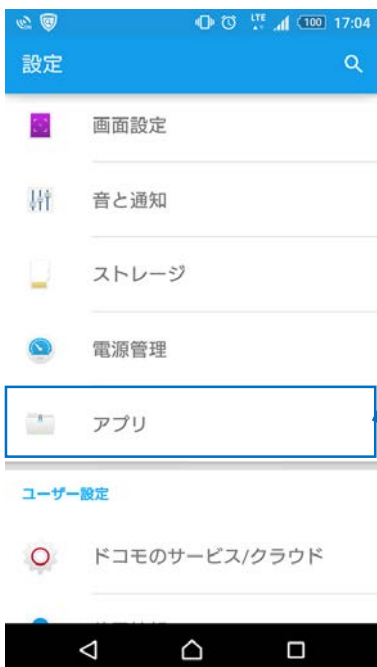 LTE 100 17:04
設定
画面設定
音と通知
ストレージ
電源管理
アプリ
ユーザー設定
ドコモのサービス/クラウド